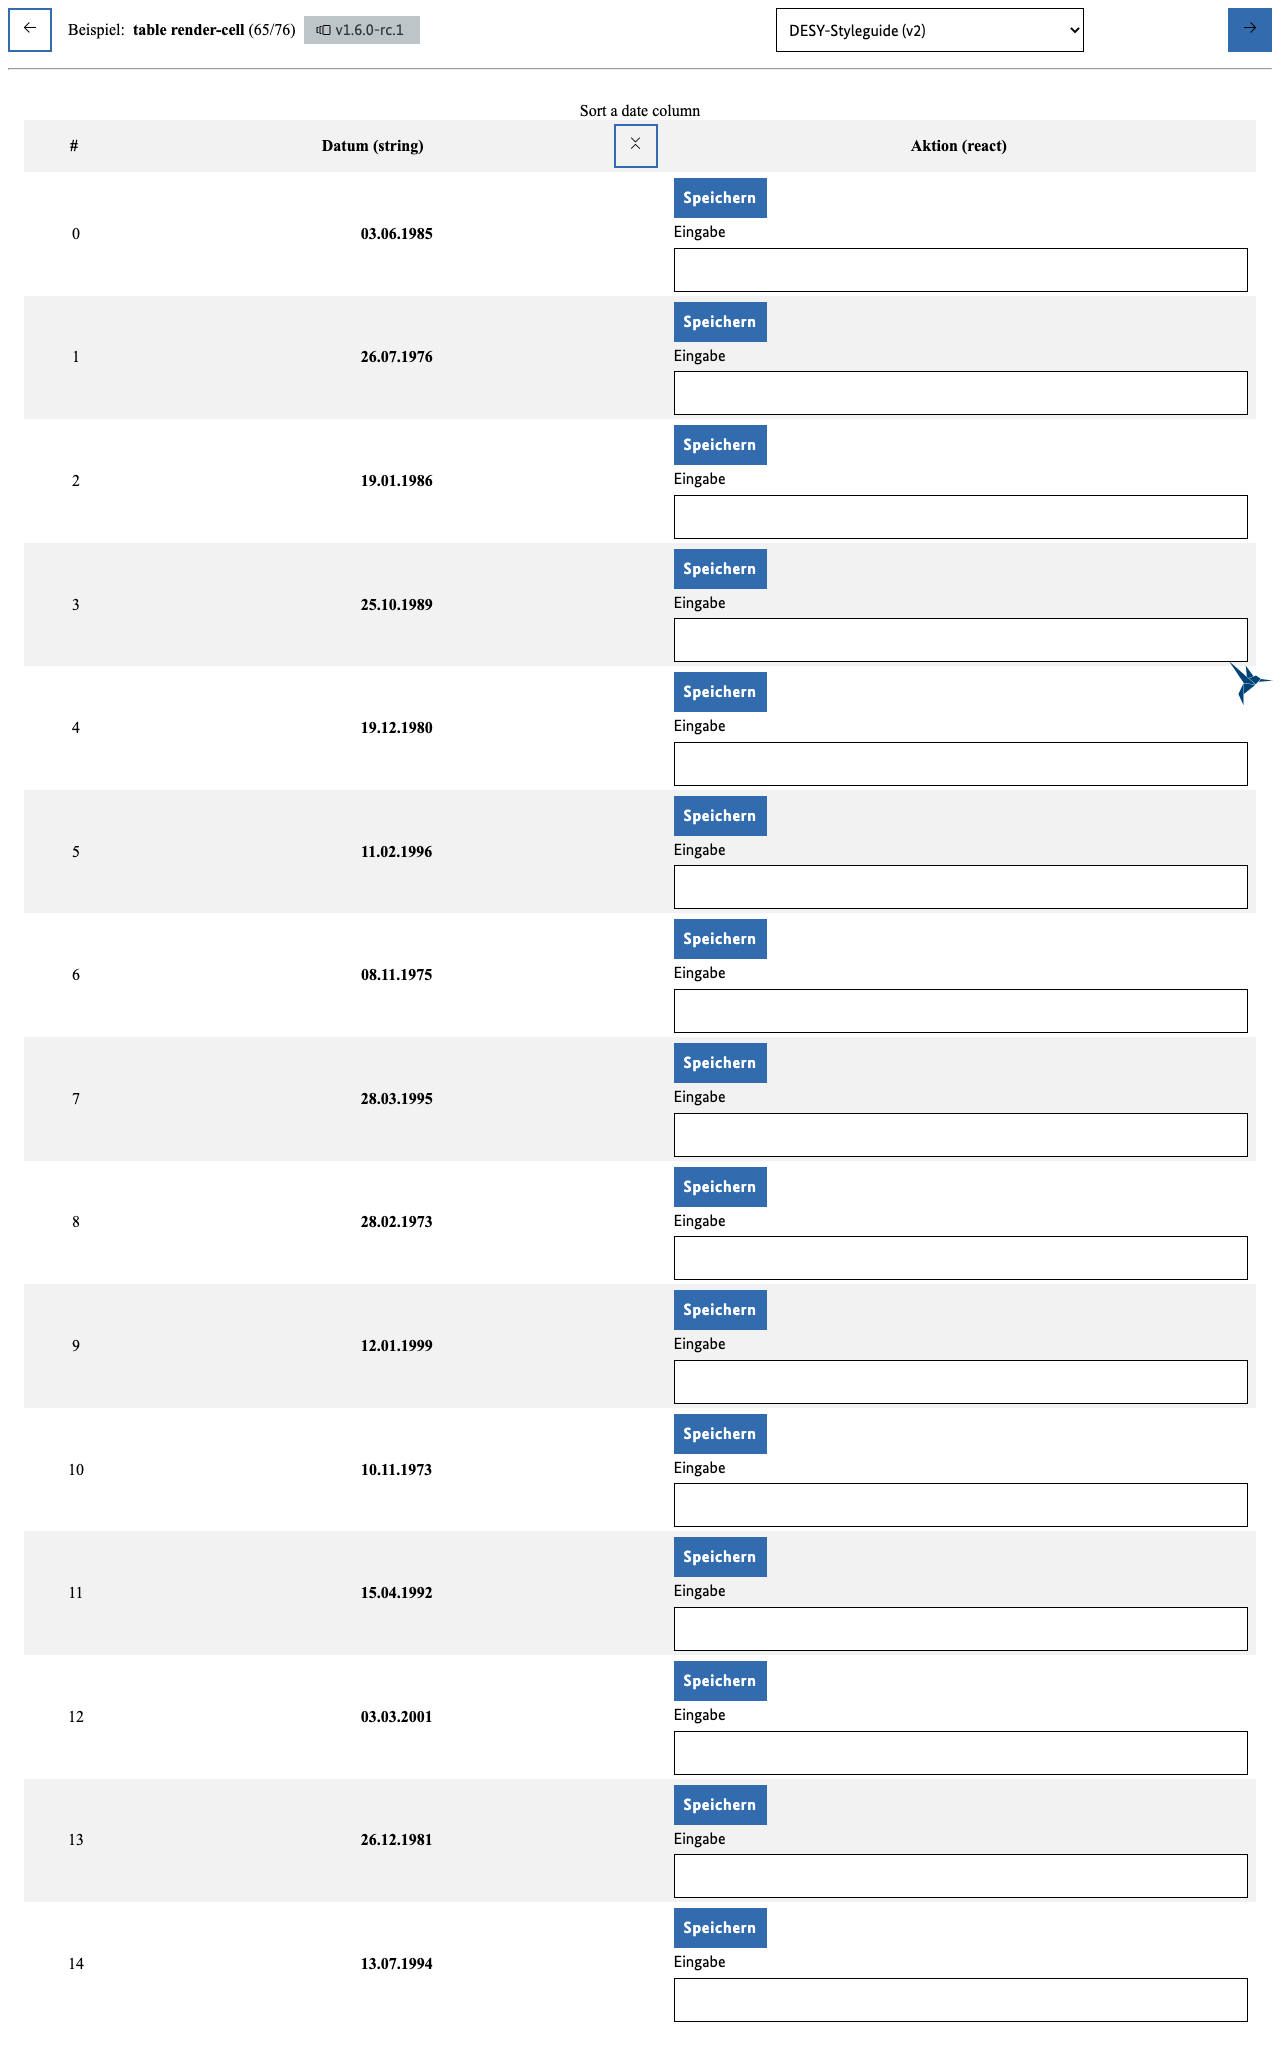 Beispiel: table render-cell (65/76) v1.6.0-rc.1 DESY-Styleguide (v2)
Sort a date column
# Datum (string) Aktion (react)
Speichern
0 03.06.1985 Eingabe
Speichern
1 26.07.1976 Eingabe
Speichern
2 19.01.1986 Eingabe
Speichern
3 25.10.1989 Eingabe
Speichern
4 19.12.1980 Eingabe
Speichern
5 11.02.1996 Eingabe
Speichern
6 08.11.1975 Eingabe
Speichern
7 28.03.1995 Eingabe
Speichern
8 28.02.1973 Eingabe
Speichern
9 12.01.1999 Eingabe
Speichern
10 10.11.1973 Eingabe
Speichern
11 15.04.1992 Eingabe
Speichern
12 03.03.2001 Eingabe
Speichern
13 26.12.1981 Eingabe
Speichern
14 13.07.1994 Eingabe